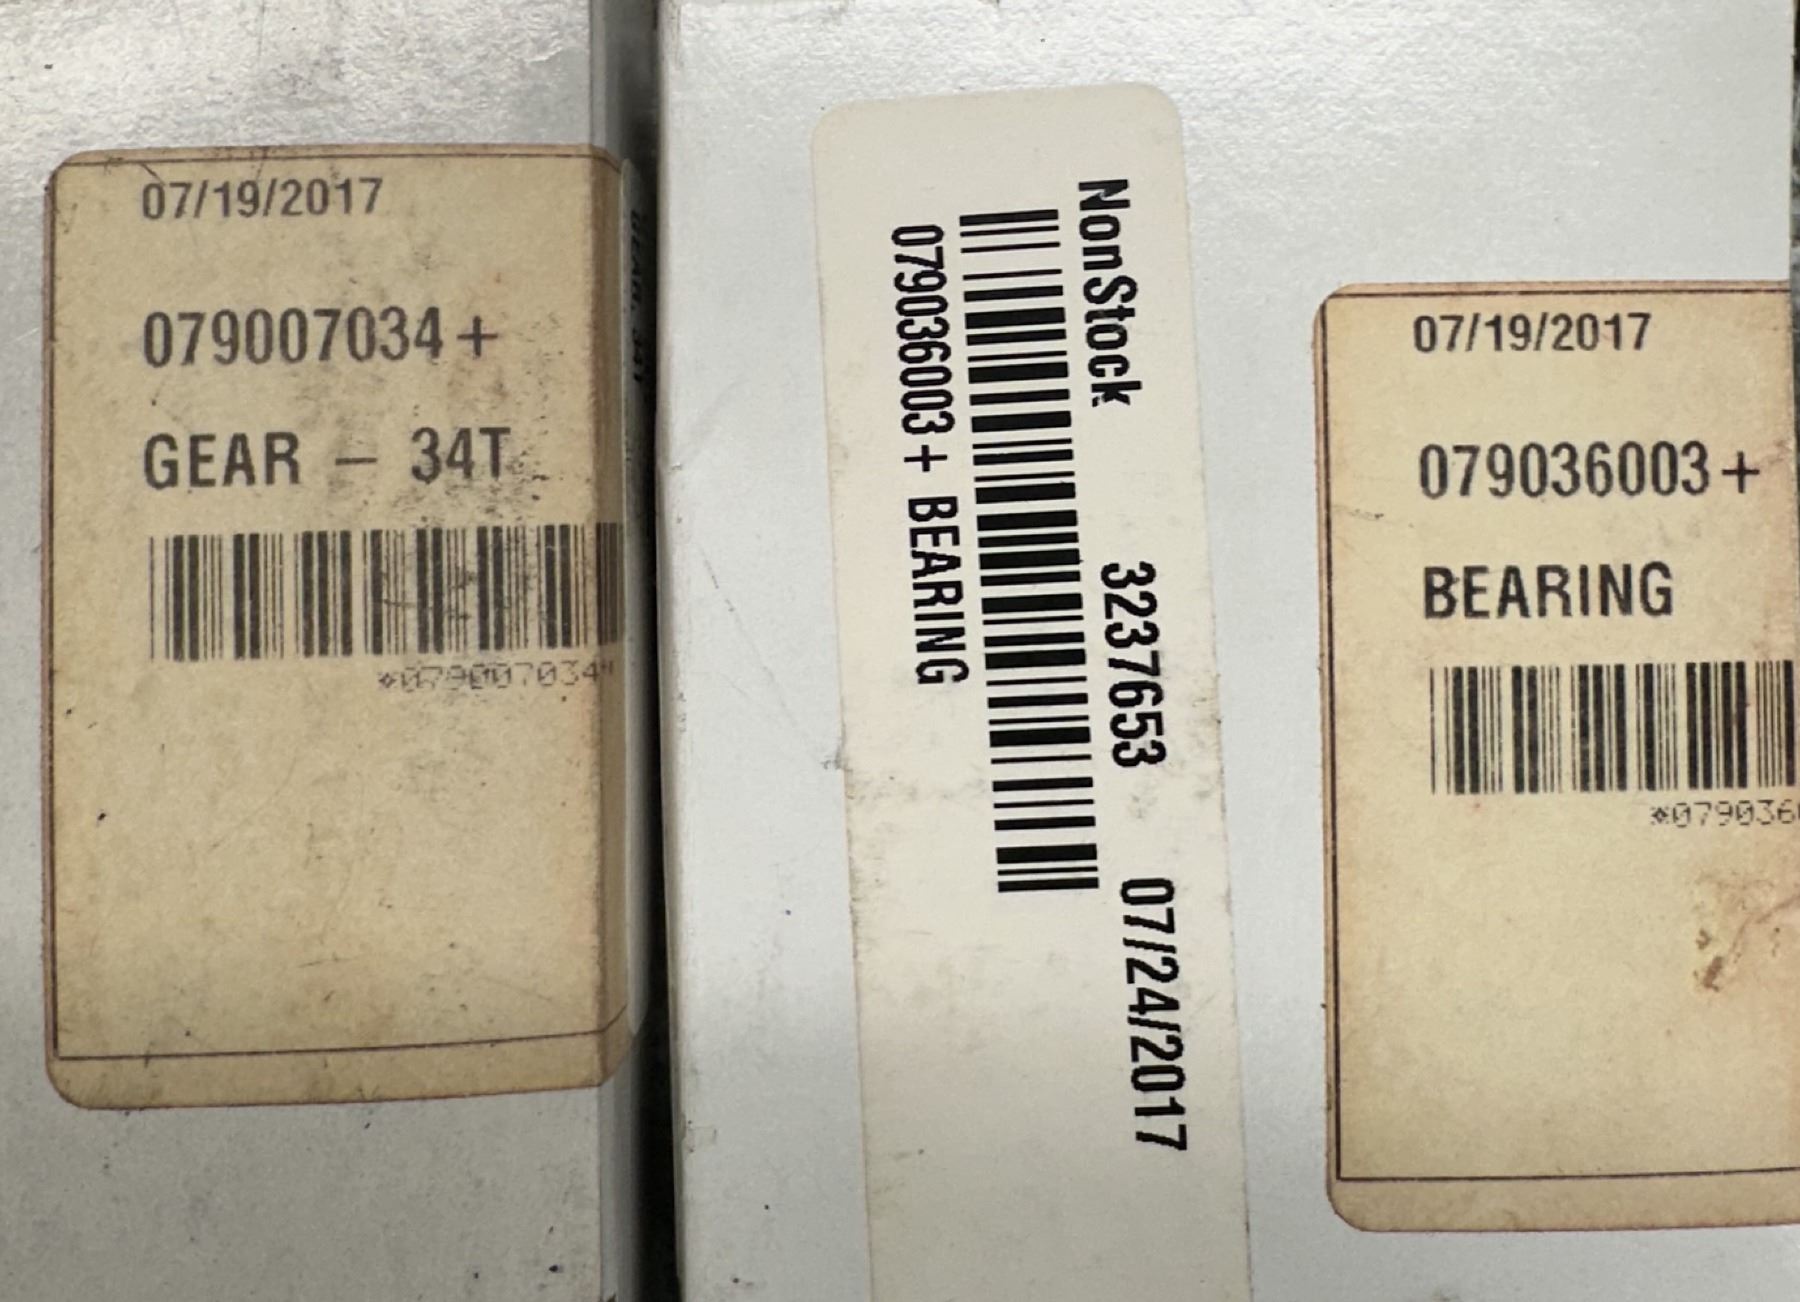 07/19/2017
079007034+
GEAR – 34T
*079007034*
NonStock 3237653 07/24/2017
079036003+ BEARING
07/19/2017
079036003+
BEARING